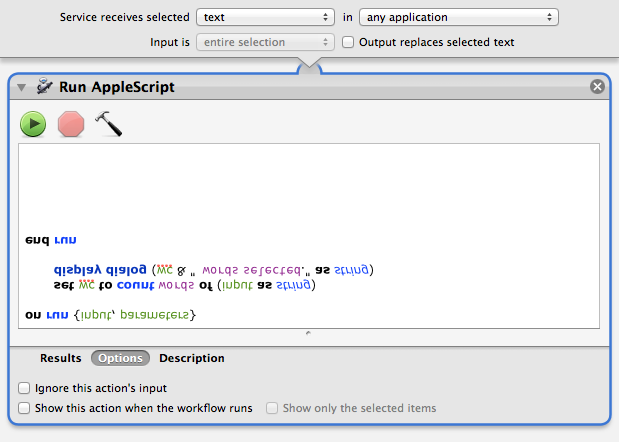 Service receives selected text in any application
Input is entire selection Output replaces selected text
Run AppleScript
on run {input, parameters}
set wc to count words of (input as string)
display dialog (wc & " words selected." as string)
end run
Results Options Description
Ignore this action's input
Show this action when the workflow runs Show only the selected items